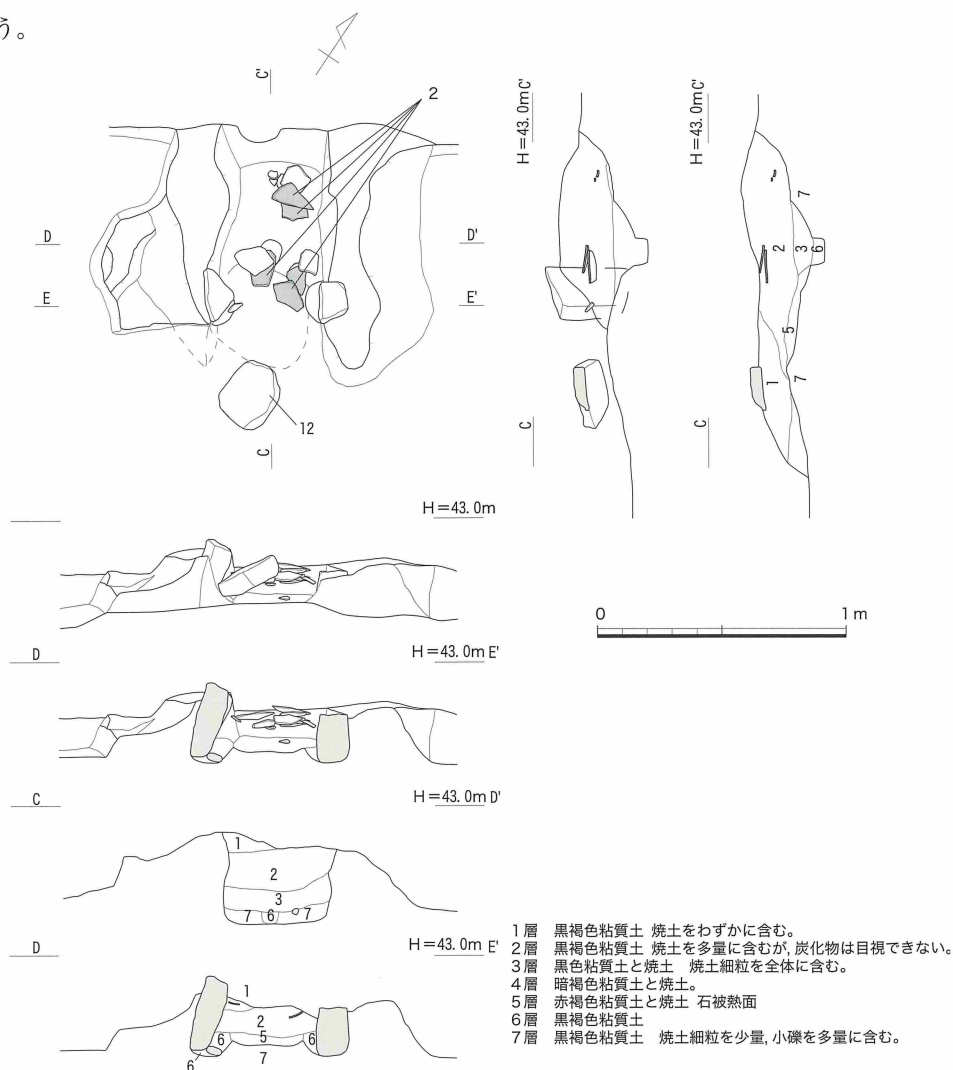 う。
C'
2
D
D'
E
E'
12
C
H=43.0mC'
C
7
2
3
6
5
1
7
H=43.0mC'
C
H=43.0m
0
1m
D
H=43.0mE'
C
H=43.0mD'
1
2
3
7
6
7
D
H=43.0mE'
1
2
5
6
6
7
6
1層 黒褐色粘質土 焼土をわずかに含む。
2層 黒褐色粘質土 焼土を多量に含むが,炭化物は目視できない。
3層 黒色粘質土と焼土 焼土細粒を全体に含む。
4層 暗褐色粘質土と焼土。
5層 赤褐色粘質土と焼土 石被熱面
6層 黒褐色粘質土
7層 黒褐色粘質土 焼土細粒を少量,小礫を多量に含む。